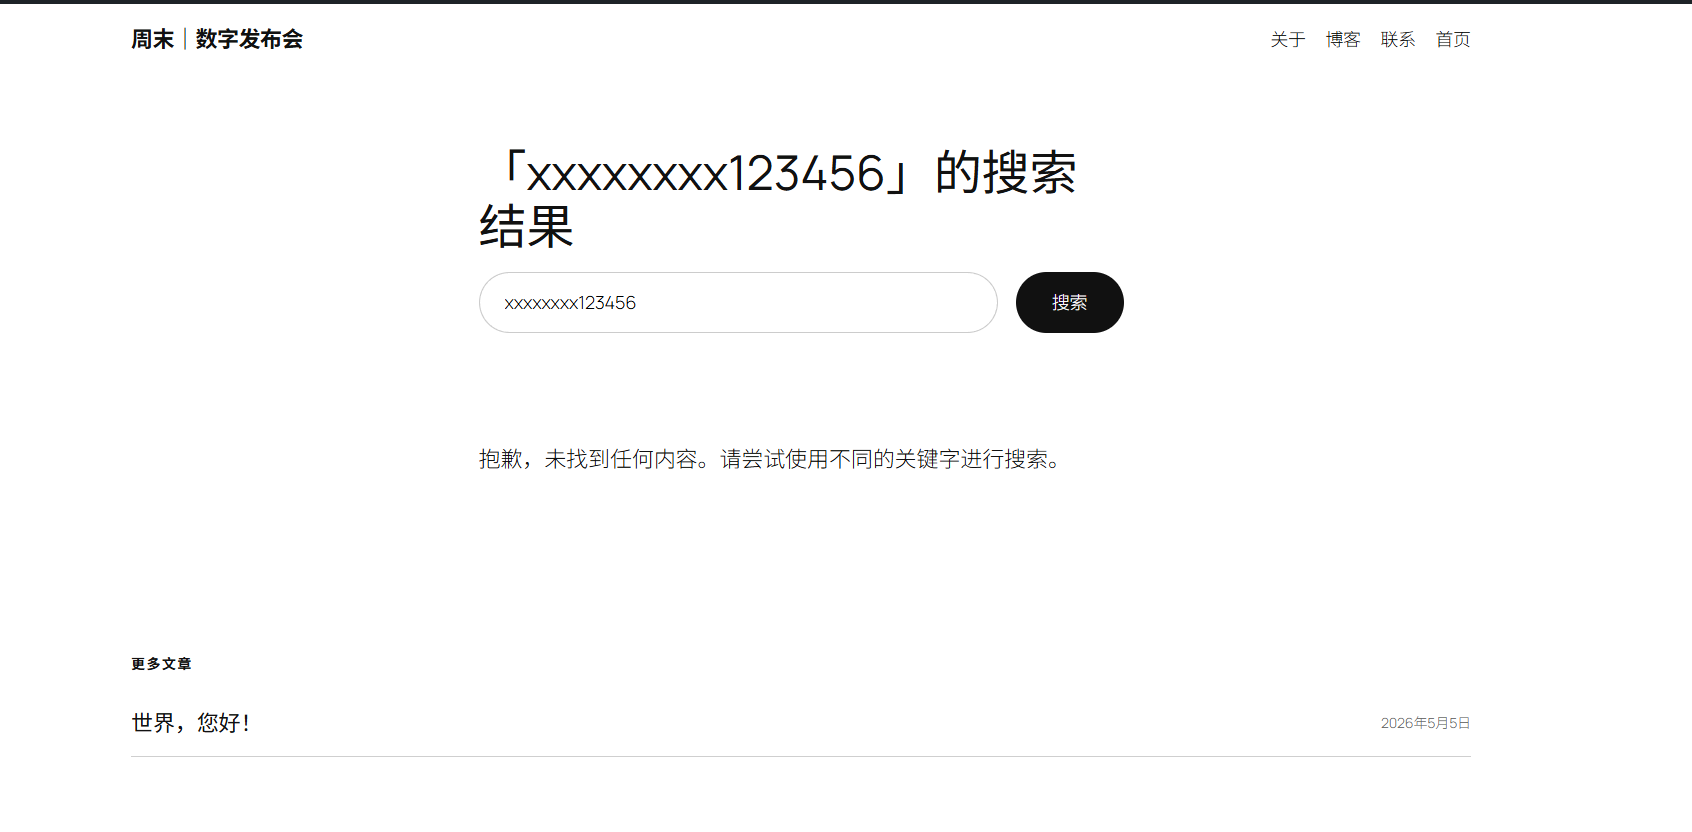 周末｜数字发布会
关于 博客 联系 首页
「xxxxxxxx123456」的搜索
结果
xxxxxxxx123456
搜索
抱歉，未找到任何内容。请尝试使用不同的关键字进行搜索。
更多文章
世界，您好！
2026年5月5日